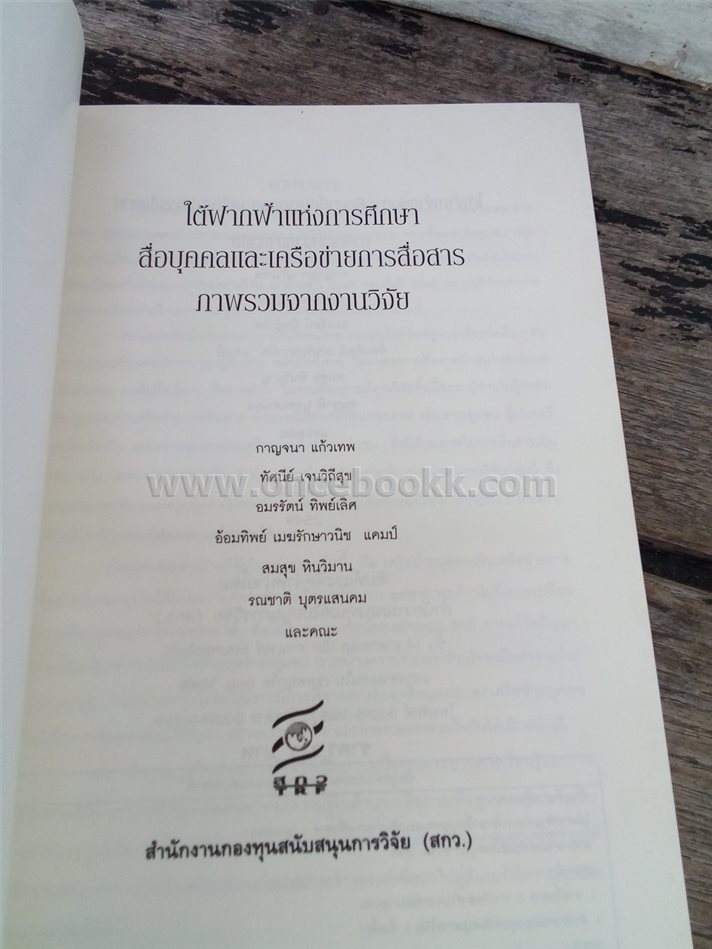 ใต้ฟากฟ้าแห่งการศึกษา
สื่อบุคคลและเครือข่ายการสื่อสาร
ภาพรวมจากงานวิจัย
กาญจนา แก้วเทพ
ทัศนีย์ เจนวิถีสุข
www.oncebookk.com
อมรรัตน์ ทิพย์เลิศ
อ้อมทิพย์ เมฆรักษาวนิช แคมป์
สมสุข หินวิมาน
รณชาติ บุตรแสนคม
และคณะ
สกว
TRF
สำนักงานกองทุนสนับสนุนการวิจัย (สกว.)